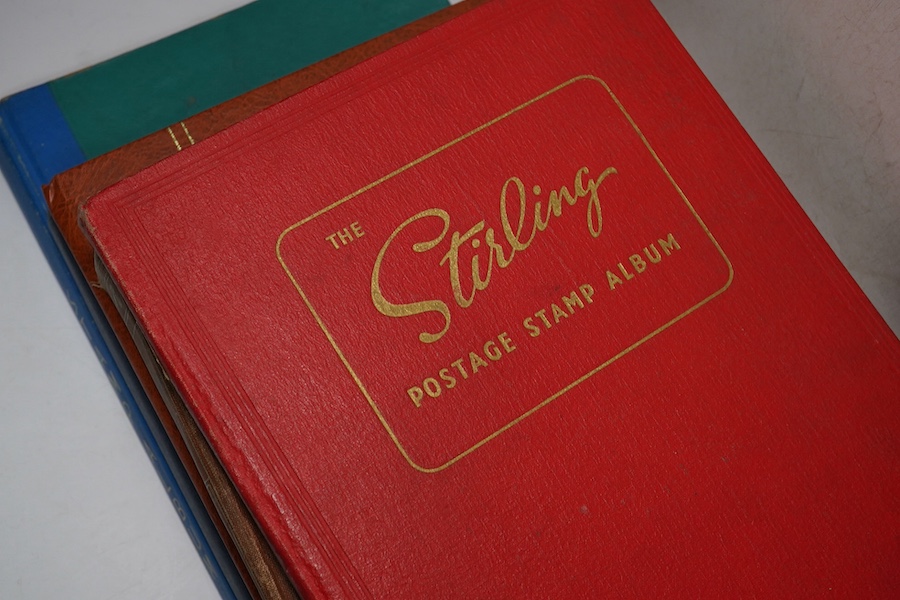 THE
Stirling
POSTAGE STAMP ALBUM